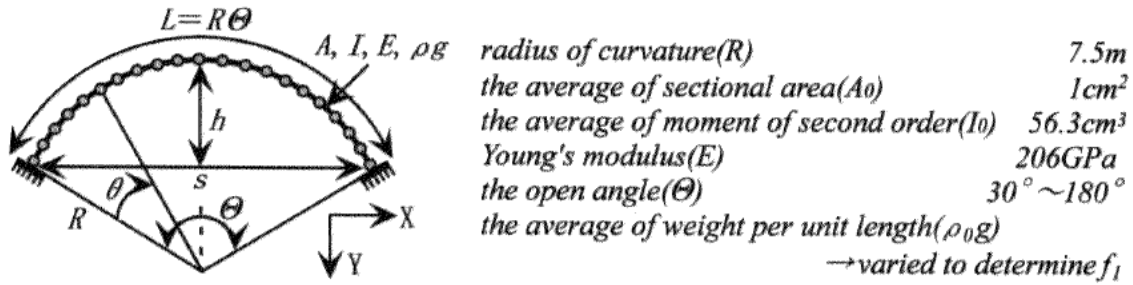 L=RΘ
A, I, E, ρg
h
s
θ
Θ
R
X
Y
radius of curvature(R) 7.5m
the average of sectional area(A₀) 1cm²
the average of moment of second order(I₀) 56.3cm³
Young's modulus(E) 206GPa
the open angle(Θ) 30°～180°
the average of weight per unit length(ρ₀g)
→varied to determine f₁